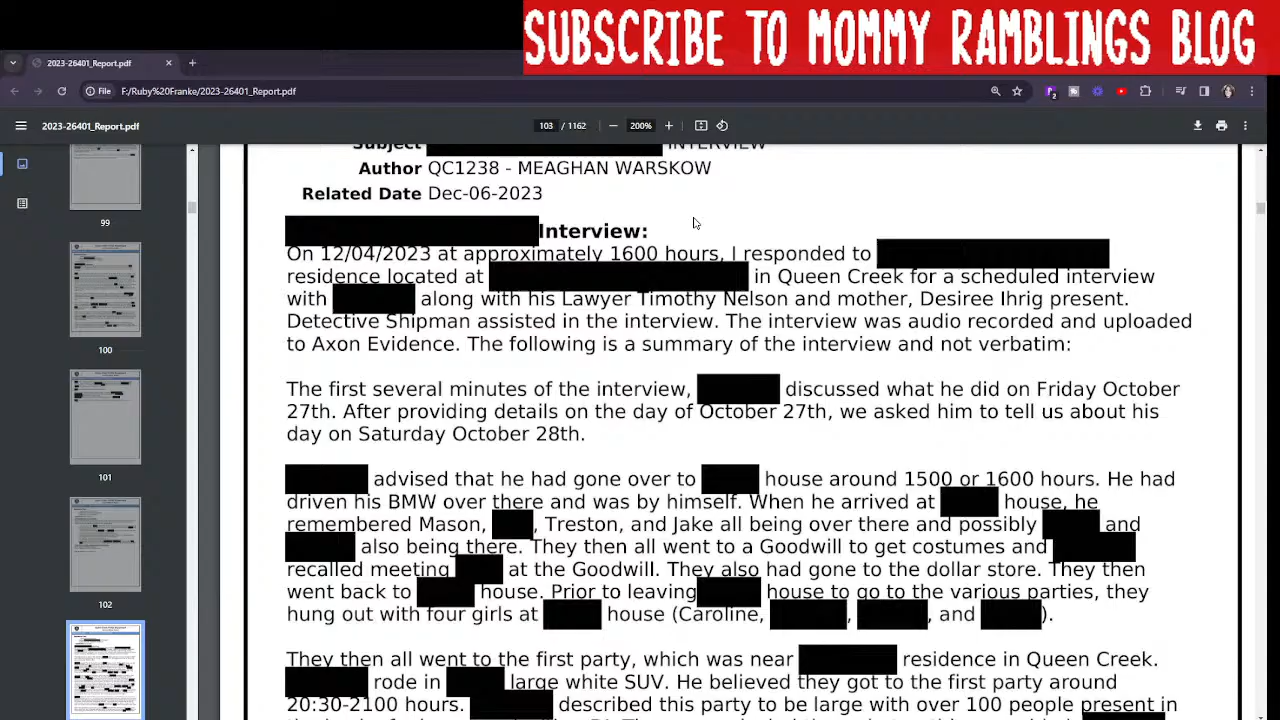 SUBSCRIBE TO MOMMY RAMBLINGS BLOG
2023-26401_Report.pdf
File F:/Ruby%20Franke/2023-26401_Report.pdf
2023-26401_Report.pdf
103 / 1162
200%
99
100
101
102
Subject INTERVIEW
Author QC1238 - MEAGHAN WARSKOW
Related Date Dec-06-2023
Interview:
On 12/04/2023 at approximately 1600 hours, I responded to
residence located at in Queen Creek for a scheduled interview
with along with his Lawyer Timothy Nelson and mother, Desiree Ihrig present.
Detective Shipman assisted in the interview. The interview was audio recorded and uploaded
to Axon Evidence. The following is a summary of the interview and not verbatim:
The first several minutes of the interview, discussed what he did on Friday October
27th. After providing details on the day of October 27th, we asked him to tell us about his
day on Saturday October 28th.
advised that he had gone over to house around 1500 or 1600 hours. He had
driven his BMW over there and was by himself. When he arrived at house, he
remembered Mason, , Treston, and Jake all being over there and possibly and
also being there. They then all went to a Goodwill to get costumes and
recalled meeting at the Goodwill. They also had gone to the dollar store. They then
went back to house. Prior to leaving house to go to the various parties, they
hung out with four girls at house (Caroline, , , and ).
They then all went to the first party, which was near residence in Queen Creek.
rode in large white SUV. He believed they got to the first party around
20:30-2100 hours. described this party to be large with over 100 people present in